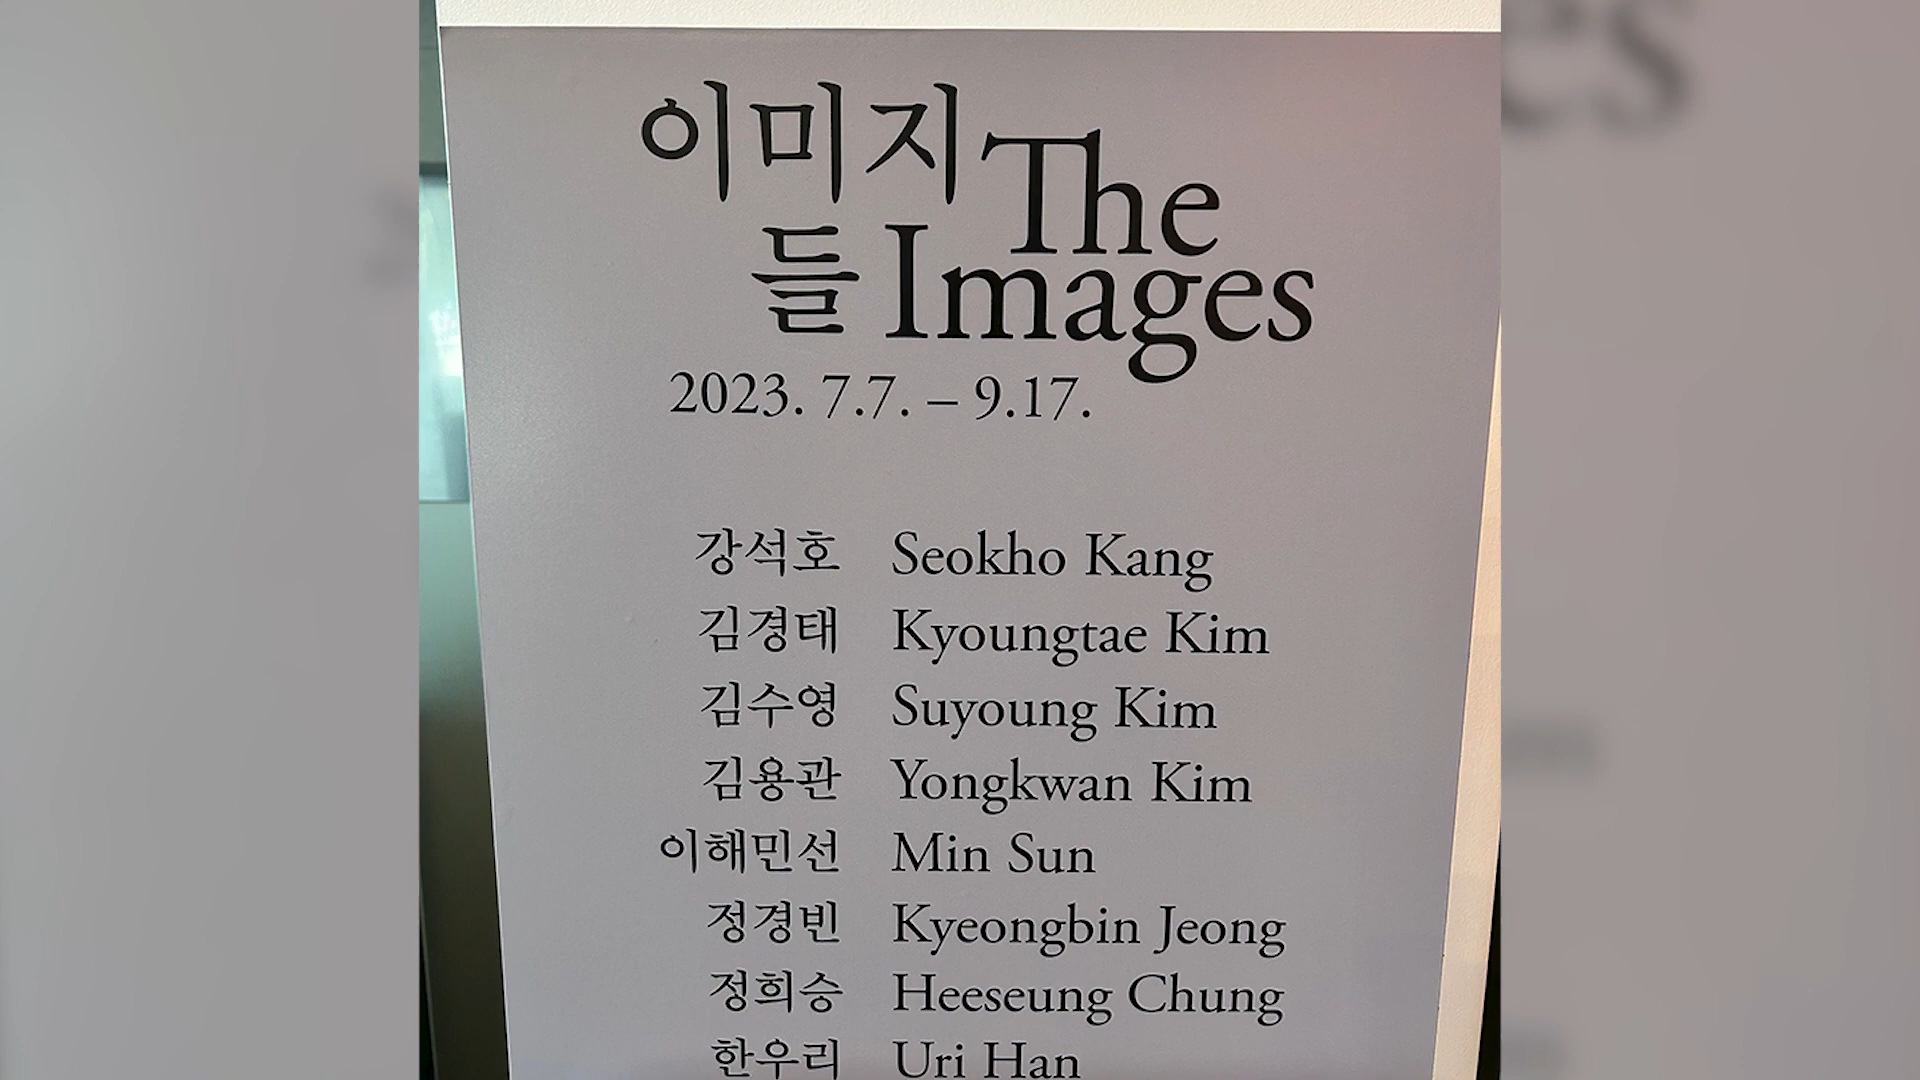 이미지 The
들 Images
2023. 7.7. – 9.17.
강석호 Seokho Kang
김경태 Kyoungtae Kim
김수영 Suyoung Kim
김용관 Yongkwan Kim
이해민선 Min Sun
정경빈 Kyeongbin Jeong
정희승 Heeseung Chung
한우리 Uri Han